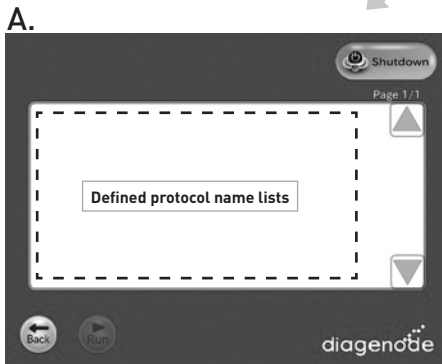 A.
Shutdown
Page 1/1
Defined protocol name lists
Back
Run
diagenode